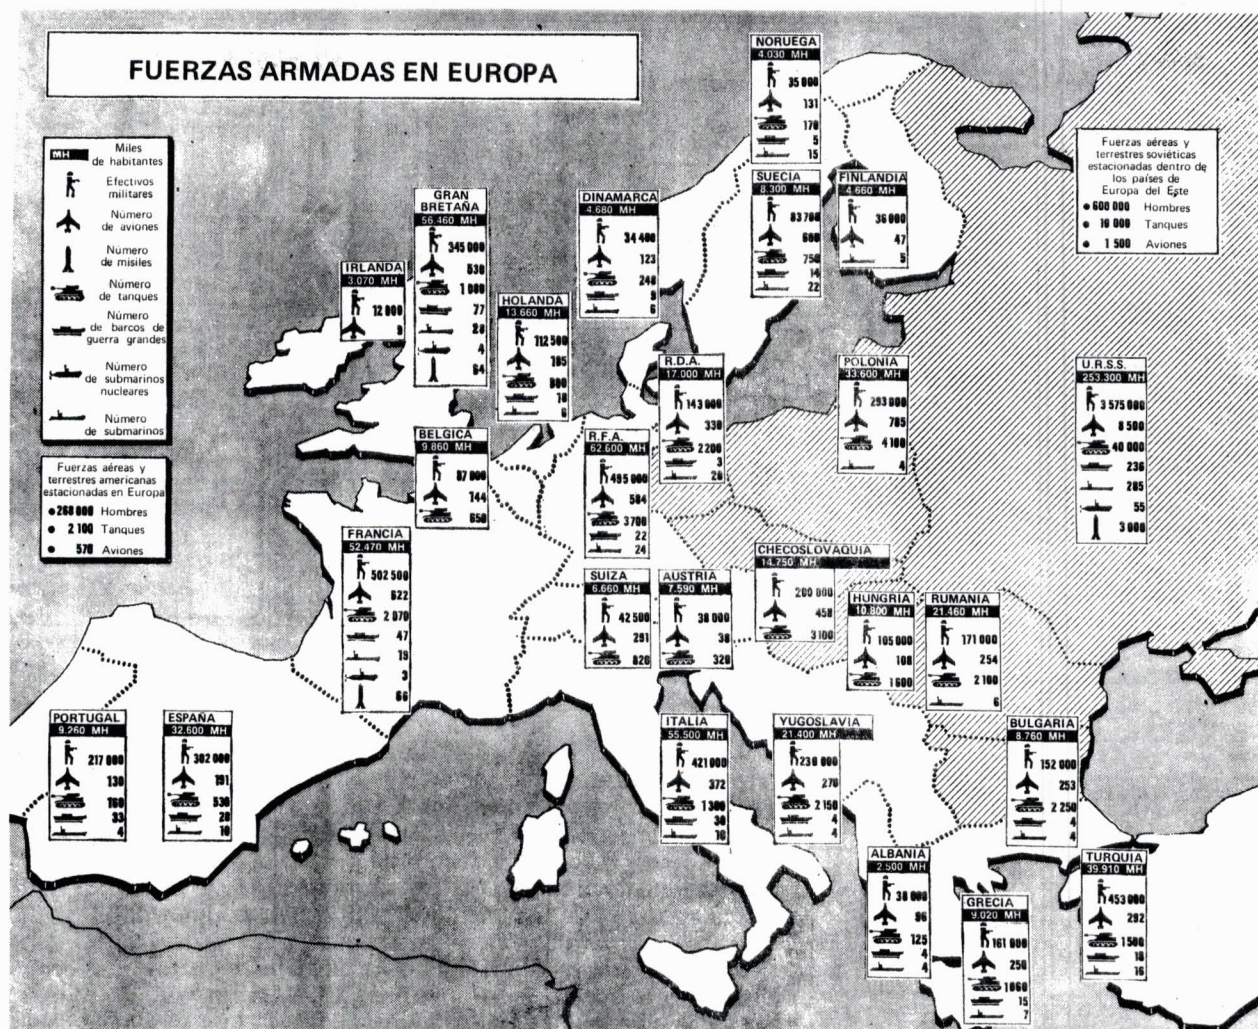 FUERZAS ARMADAS EN EUROPA
MH Miles
de habitantes
Efectivos
militares
Número
de aviones
Número
de misiles
Número
de tanques
Número
de barcos de
guerra grandes
Número
de submarinos
nucleares
Número
de submarinos
Fuerzas aéreas y
terrestres americanas
estacionadas en Europa
268 000 Hombres
2 100 Tanques
570 Aviones
Fuerzas aéreas y
terrestres soviéticas
estacionadas dentro de
los países de
Europa del Este
600 000 Hombres
10 000 Tanques
1 500 Aviones
NORUEGA
4.030 MH
35 000
131
170
5
15
SUECIA
8.300 MH
83 700
600
750
14
22
FINLANDIA
4.660 MH
36 000
47
5
DINAMARCA
4.680 MH
34 400
123
240
9
6
GRAN
BRETAÑA
56.460 MH
345 000
530
1 000
77
28
4
64
IRLANDA
3.070 MH
12 000
HOLANDA
13.660 MH
112 500
185
800
18
6
R.D.A.
17.000 MH
143 000
330
2 200
3
POLONIA
33.600 MH
293 000
785
4 100
4
U.R.S.S.
253.300 MH
3 575 000
8 500
40 000
236
285
55
3 000
BELGICA
9.860 MH
87 000
144
650
R.F.A.
62.600 MH
495 000
584
3 700
22
24
FRANCIA
52.470 MH
502 500
622
2 070
47
19
3
66
SUIZA
6.660 MH
42 500
291
820
AUSTRIA
7.590 MH
38 000
38
320
CHECOSLOVAQUIA
14.750 MH
200 000
458
3 100
HUNGRIA
10.800 MH
105 000
108
1 600
RUMANIA
21.460 MH
171 000
254
2 100
6
PORTUGAL
9.260 MH
217 000
130
33
4
ESPAÑA
32.600 MH
302 000
191
530
28
10
ITALIA
55.500 MH
421 000
372
1 300
YUGOSLAVIA
21.400 MH
230 000
270
2 150
4
4
BULGARIA
8.760 MH
152 000
253
2 250
4
4
ALBANIA
2.500 MH
38 000
96
125
4
4
GRECIA
9.020 MH
161 000
250
1060
15
7
TURQUIA
39.910 MH
453 000
292
1 500